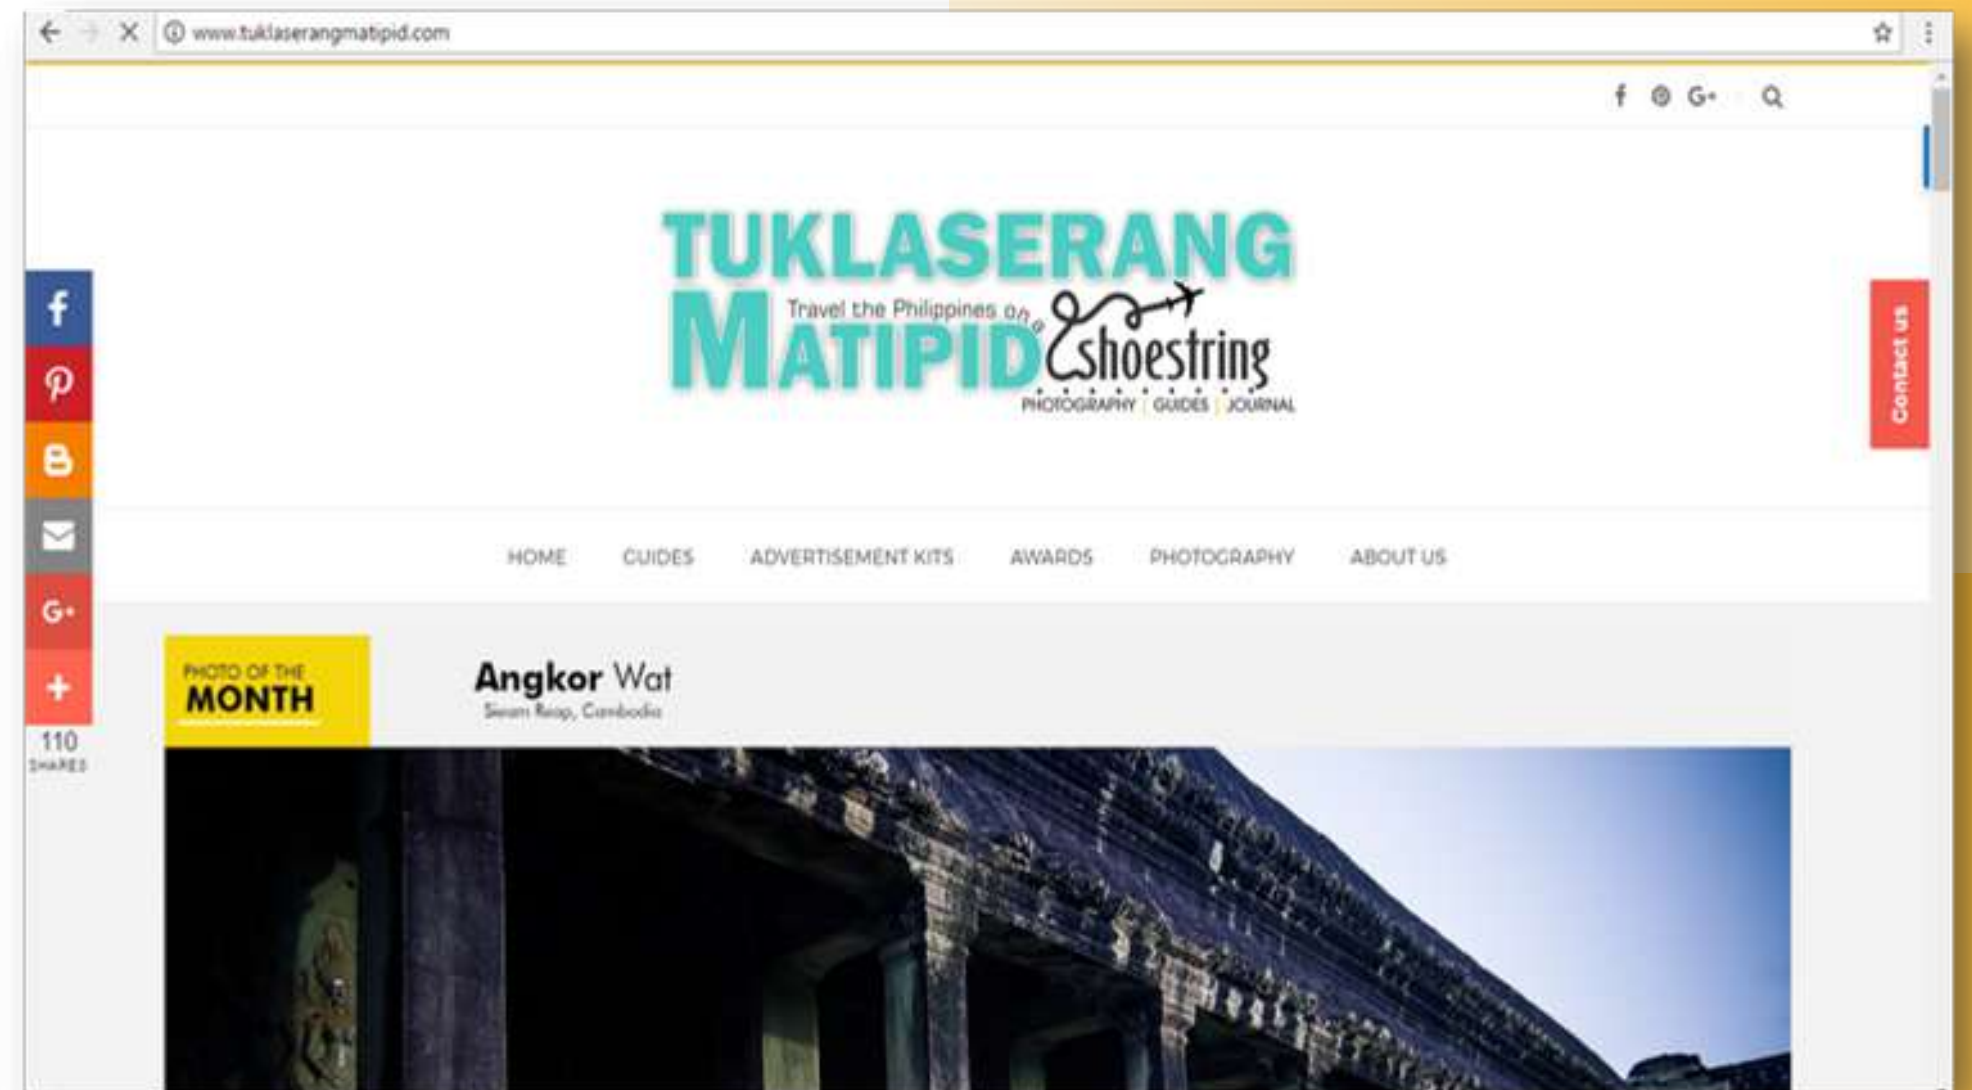 www.tuklaserangmatipid.com
f G+
TUKLASERANG
MATIPID
Travel the Philippines on a
shoestring
PHOTOGRAPHY | GUIDES | JOURNAL
Contact us
HOME GUIDES ADVERTISEMENT KITS AWARDS PHOTOGRAPHY ABOUT US
f
G+
+
110
SHARES
PHOTO OF THE
MONTH
Angkor Wat
Siem Reap, Cambodia